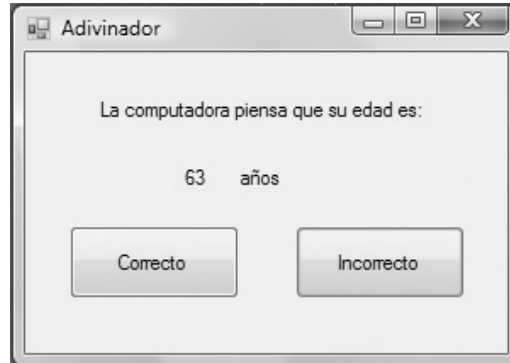 Adivinador
La computadora piensa que su edad es:
63 años
Correcto Incorrecto